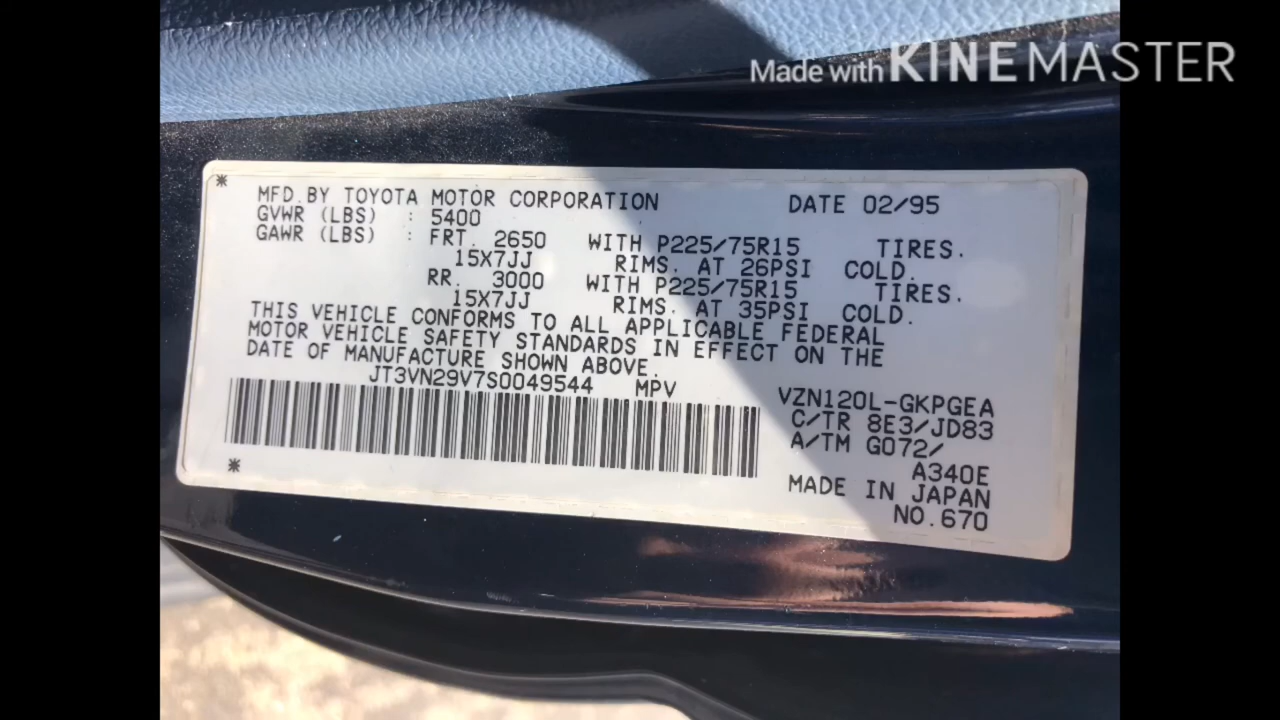 Made with KINEMASTER
MFD.BY TOYOTA MOTOR CORPORATION DATE 02/95
GVWR (LBS) : 5400
GAWR (LBS) : FRT. 2650 WITH P225/75R15 TIRES.
15X7JJ RIMS. AT 26PSI COLD.
RR. 3000 WITH P225/75R15 TIRES.
15X7JJ RIMS. AT 35PSI COLD.
THIS VEHICLE CONFORMS TO ALL APPLICABLE FEDERAL
MOTOR VEHICLE SAFETY STANDARDS IN EFFECT ON THE
DATE OF MANUFACTURE SHOWN ABOVE.
JT3VN29V7S0049544 MPV
VZN120L-GKPGEA
C/TR 8E3/JD83
A/TM G072/
A340E
MADE IN JAPAN
NO.670